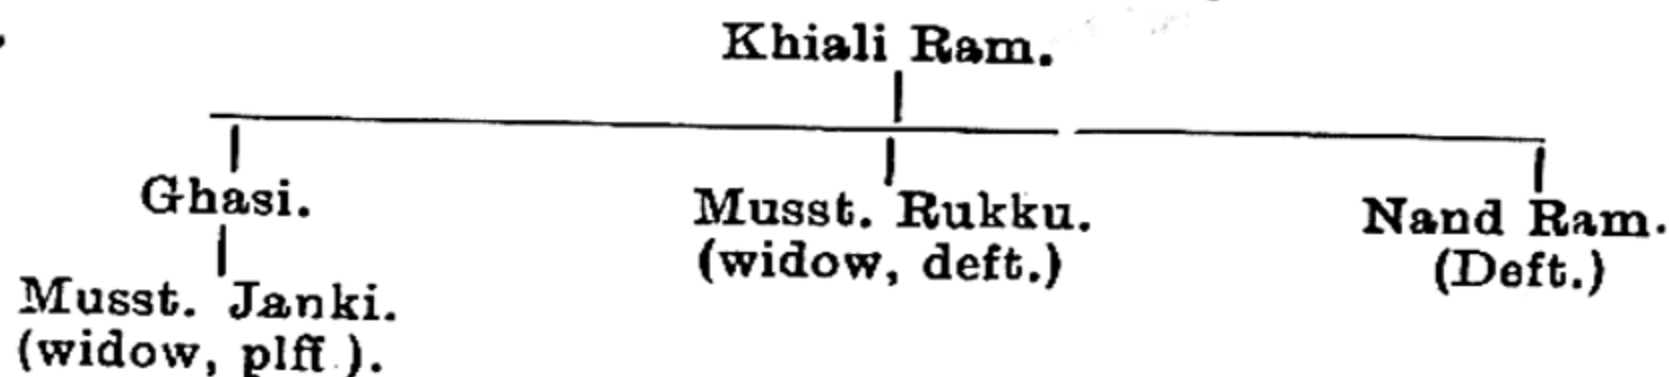 Khiali Ram.
Ghasi.
Musst. Rukku.
(widow, deft.)
Nand Ram.
(Deft.)
Musst. Janki.
(widow, plff.).